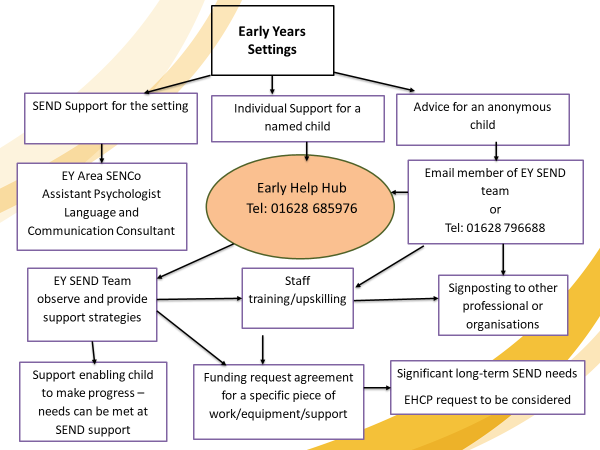 Early Years
Settings
SEND Support for the setting
Individual Support for a
named child
Advice for an anonymous
child
EY Area SENCo
Assistant Psychologist
Language and
Communication Consultant
Early Help Hub
Tel: 01628 685976
Email member of EY SEND
team
or
Tel: 01628 796688
EY SEND Team
observe and provide
support strategies
Staff
training/upskilling
Signposting to other
professional or
organisations
Support enabling child
to make progress –
needs can be met at
SEND support
Funding request agreement
for a specific piece of
work/equipment/support
Significant long-term SEND needs
EHCP request to be considered